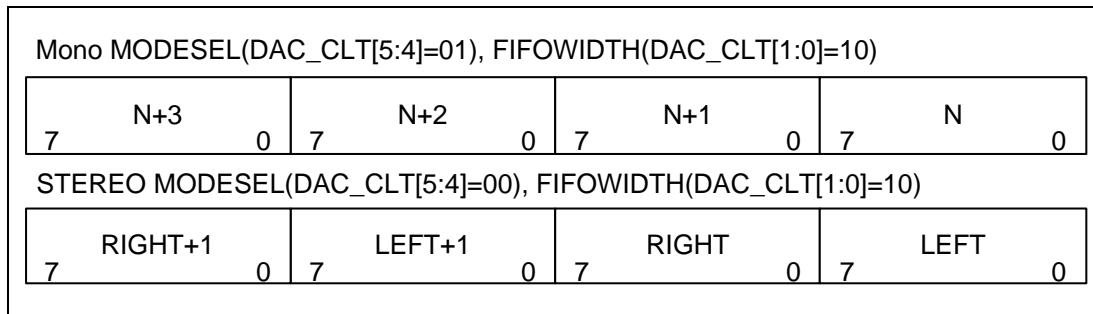 Mono MODESEL(DAC_CLT[5:4]=01), FIFOWIDTH(DAC_CLT[1:0]=10)
N+3 N+2 N+1 N
7 0 7 0 7 0 7 0
STEREO MODESEL(DAC_CLT[5:4]=00), FIFOWIDTH(DAC_CLT[1:0]=10)
RIGHT+1 LEFT+1 RIGHT LEFT
7 0 7 0 7 0 7 0